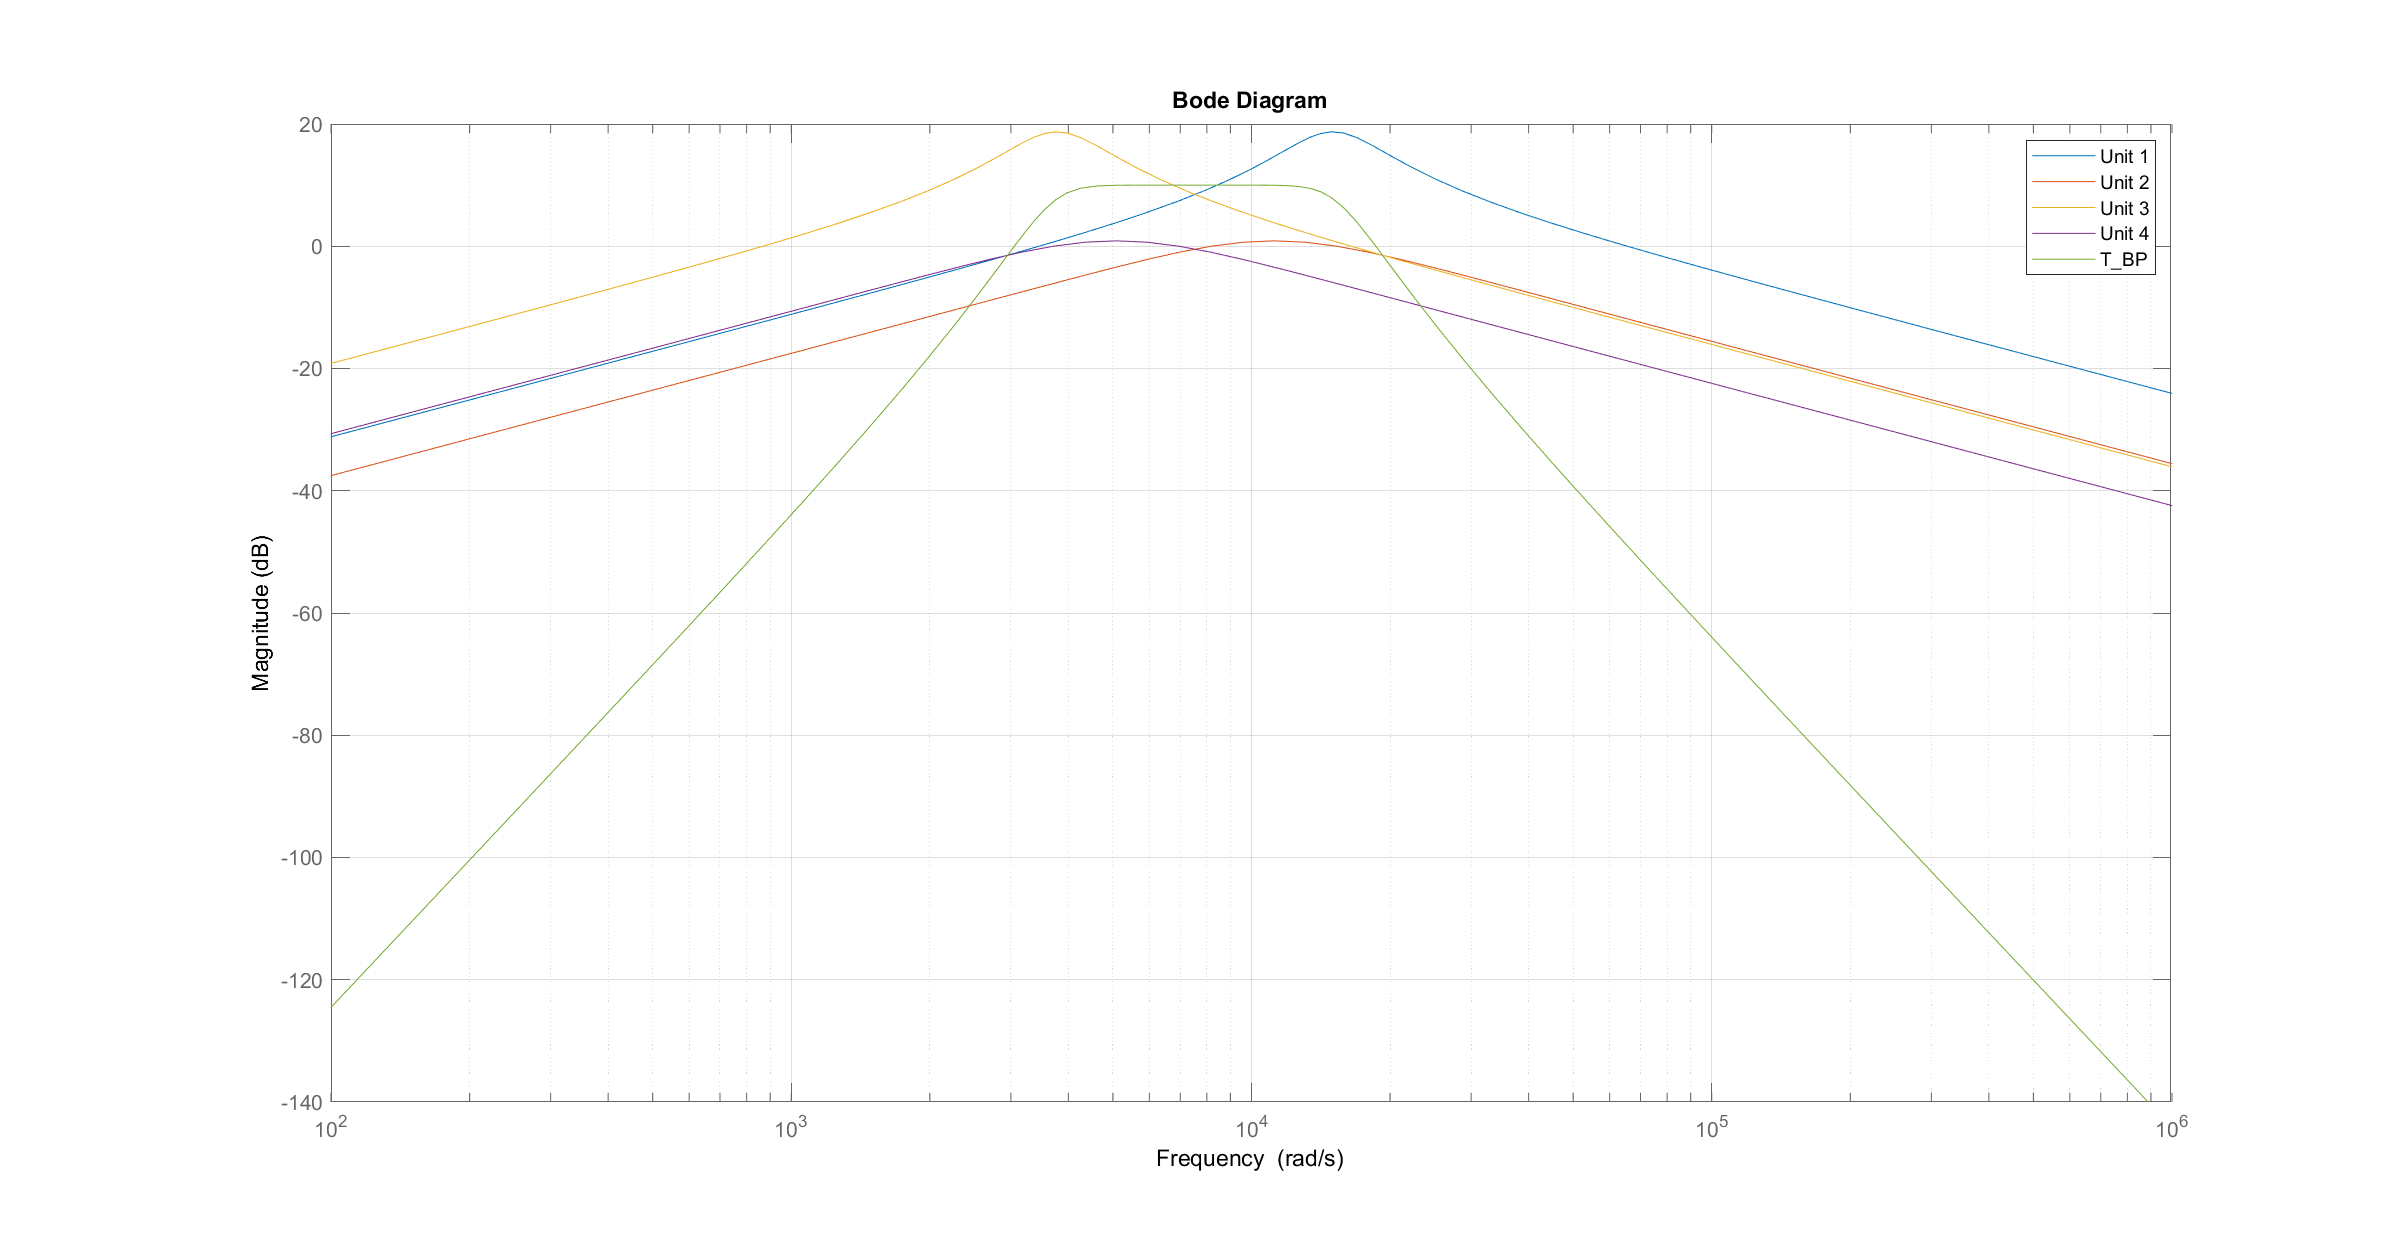 Bode Diagram
20
0
-20
-40
-60
-80
-100
-120
-140
Magnitude (dB)
Unit 1
Unit 2
Unit 3
Unit 4
T_BP
10^2
10^3
10^4
10^5
10^6
Frequency (rad/s)